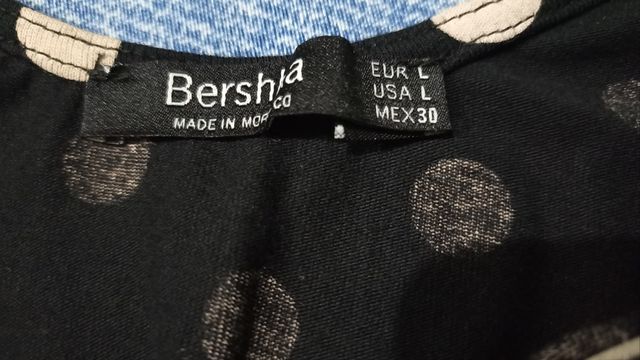 Bersh a
EUR L
USA L
MEX 30
MADE IN MOR CO